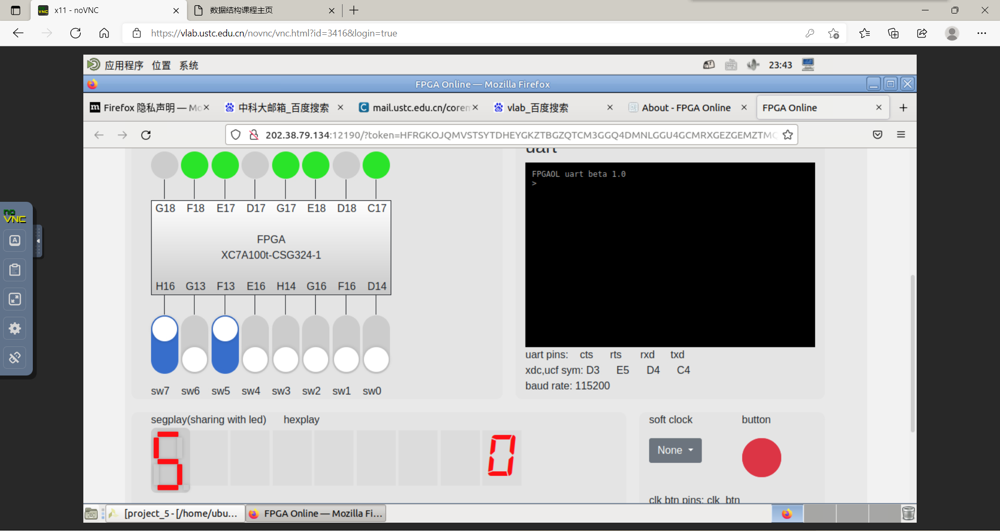 x11 - noVNC
数据结构课程主页
https://vlab.ustc.edu.cn/novnc/vnc.html?id=3416&login=true
应用程序 位置 系统
23:43
FPGA Online — Mozilla Firefox
Firefox 隐私声明 — Mo
中科大邮箱_百度搜索
mail.ustc.edu.cn/corem
vlab_百度搜索
About - FPGA Online
FPGA Online
202.38.79.134:12190/?token=HFRGKOJQMVSTSYTDHEYGKZTBGZQTCM3GGQ4DMNLGGU4GCMRXGEZGEMZTMC
uart
FPGAOL uart beta 1.0
>
G18 F18 E17 D17 G17 E18 D18 C17
FPGA
XC7A100t-CSG324-1
H16 G13 F13 E16 H14 G16 F16 D14
sw7 sw6 sw5 sw4 sw3 sw2 sw1 sw0
uart pins: cts rts rxd txd
xdc,ucf sym: D3 E5 D4 C4
baud rate: 115200
segplay(sharing with led) hexplay
5 0
soft clock button
None
clk btn pins: clk btn
no
VNC
A
[project_5 - [/home/ubu...
FPGA Online — Mozilla Fi...